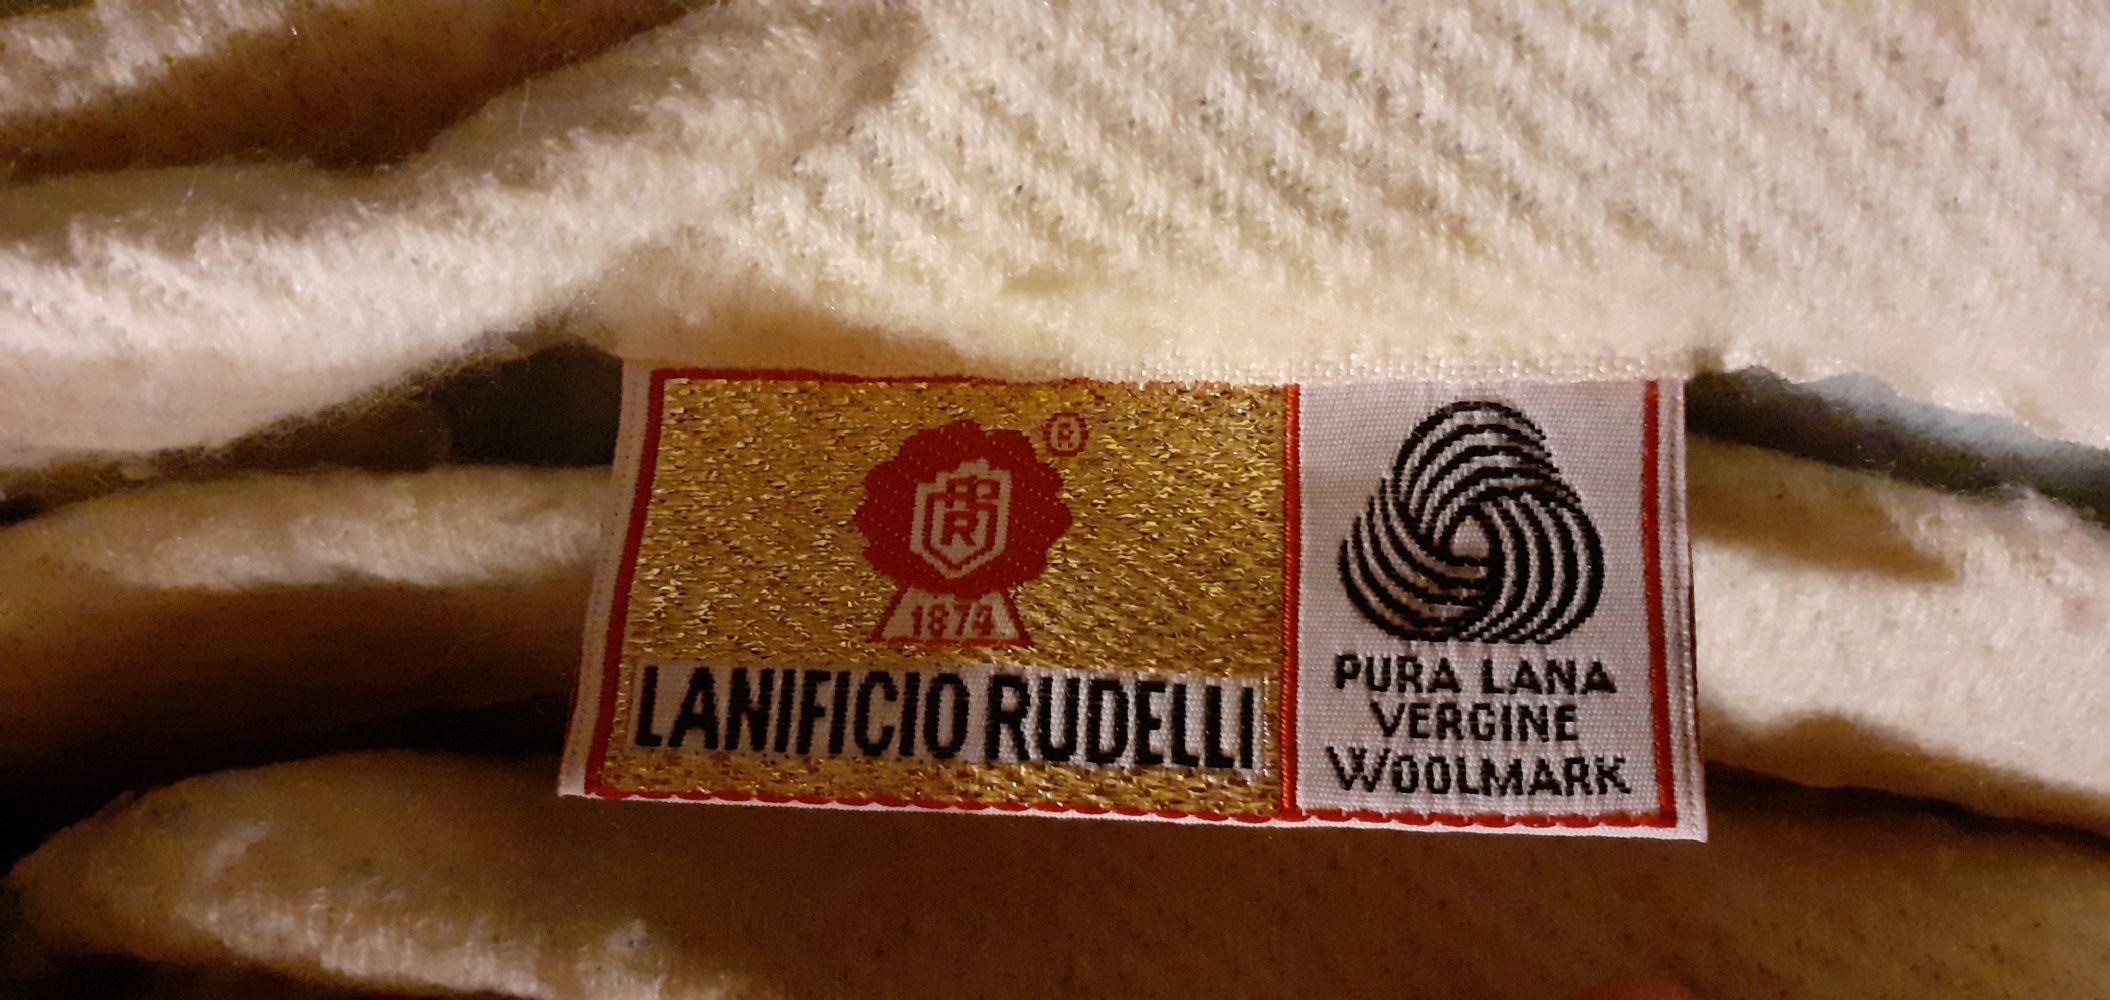 ®
R
1874
LANIFICIO RUDELLI
PURA LANA
VERGINE
WOOLMARK